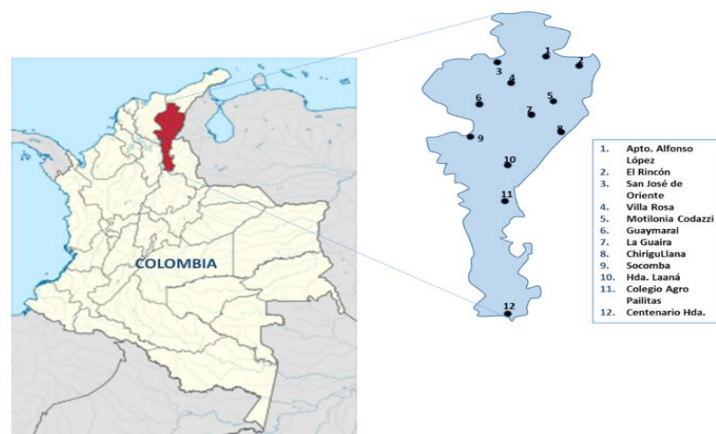 COLOMBIA
1
2
3
4
5
6
7
8
9
10
11
12
1. Apto. Alfonso
López
2. El Rincón
3. San José de
Oriente
4. Villa Rosa
5. Motilonia Codazzi
6. Guaymaral
7. La Guaira
8. ChiriguLlana
9. Socomba
10. Hda. Laaná
11. Colegio Agro
Pailitas
12. Centenario Hda.